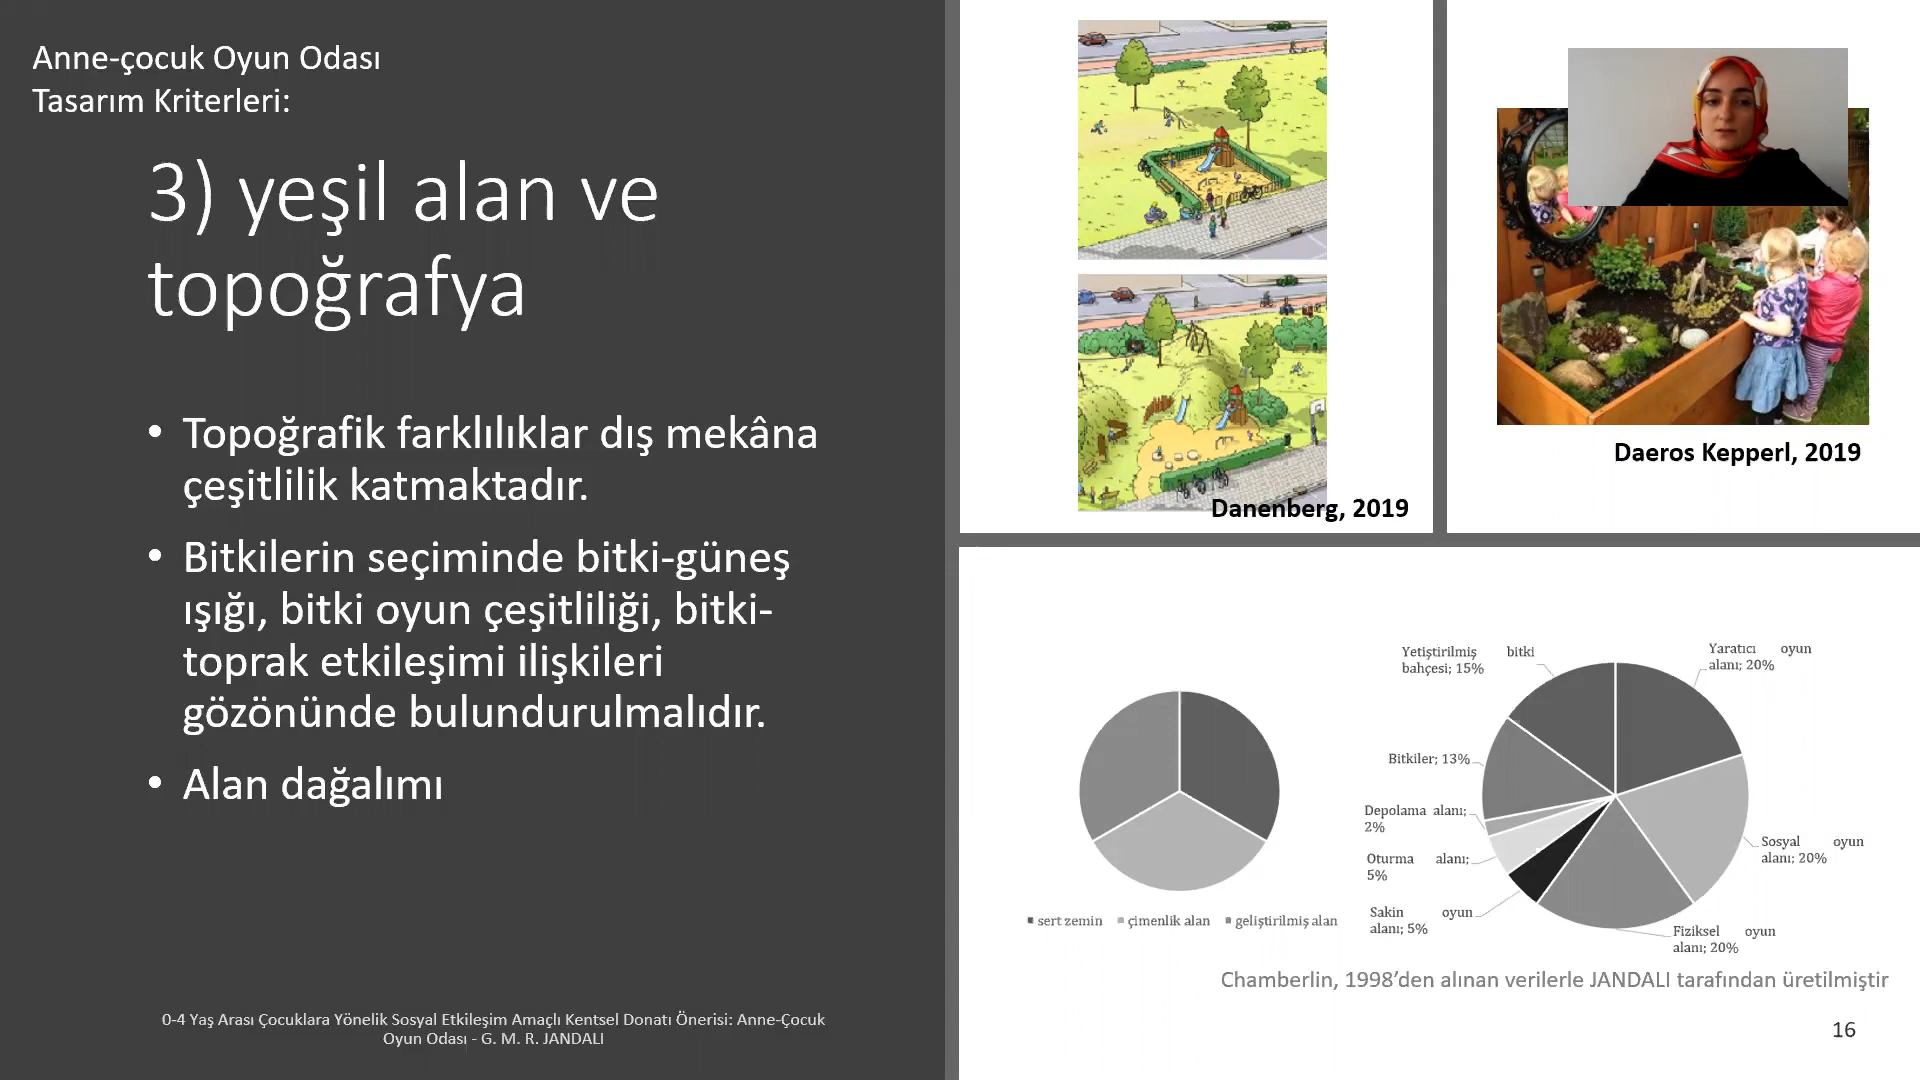 Anne-çocuk Oyun Odası
Tasarım Kriterleri:
3) yeşil alan ve
topoğrafya
• Topoğrafik farklılıklar dış mekâna
çeşitlilik katmaktadır.
• Bitkilerin seçiminde bitki-güneş
ışığı, bitki oyun çeşitliliği, bitki-
toprak etkileşimi ilişkileri
gözönünde bulundurulmalıdır.
• Alan dağalımı
0-4 Yaş Arası Çocuklara Yönelik Sosyal Etkileşim Amaçlı Kentsel Donatı Önerisi: Anne-Çocuk
Oyun Odası - G. M. R. JANDALI
Danenberg, 2019
Daeros Kepperl, 2019
sert zemin çimenlik alan geliştirilmiş alan
Yetiştirilmiş bitki
bahçesi; 15%
Yaratıcı oyun
alanı; 20%
Bitkiler; 13%
Depolama alanı;
2%
Oturma alanı;
5%
Sakin oyun
alanı; 5%
Sosyal oyun
alanı; 20%
Fiziksel oyun
alanı; 20%
Chamberlin, 1998’den alınan verilerle JANDALI tarafından üretilmiştir
16